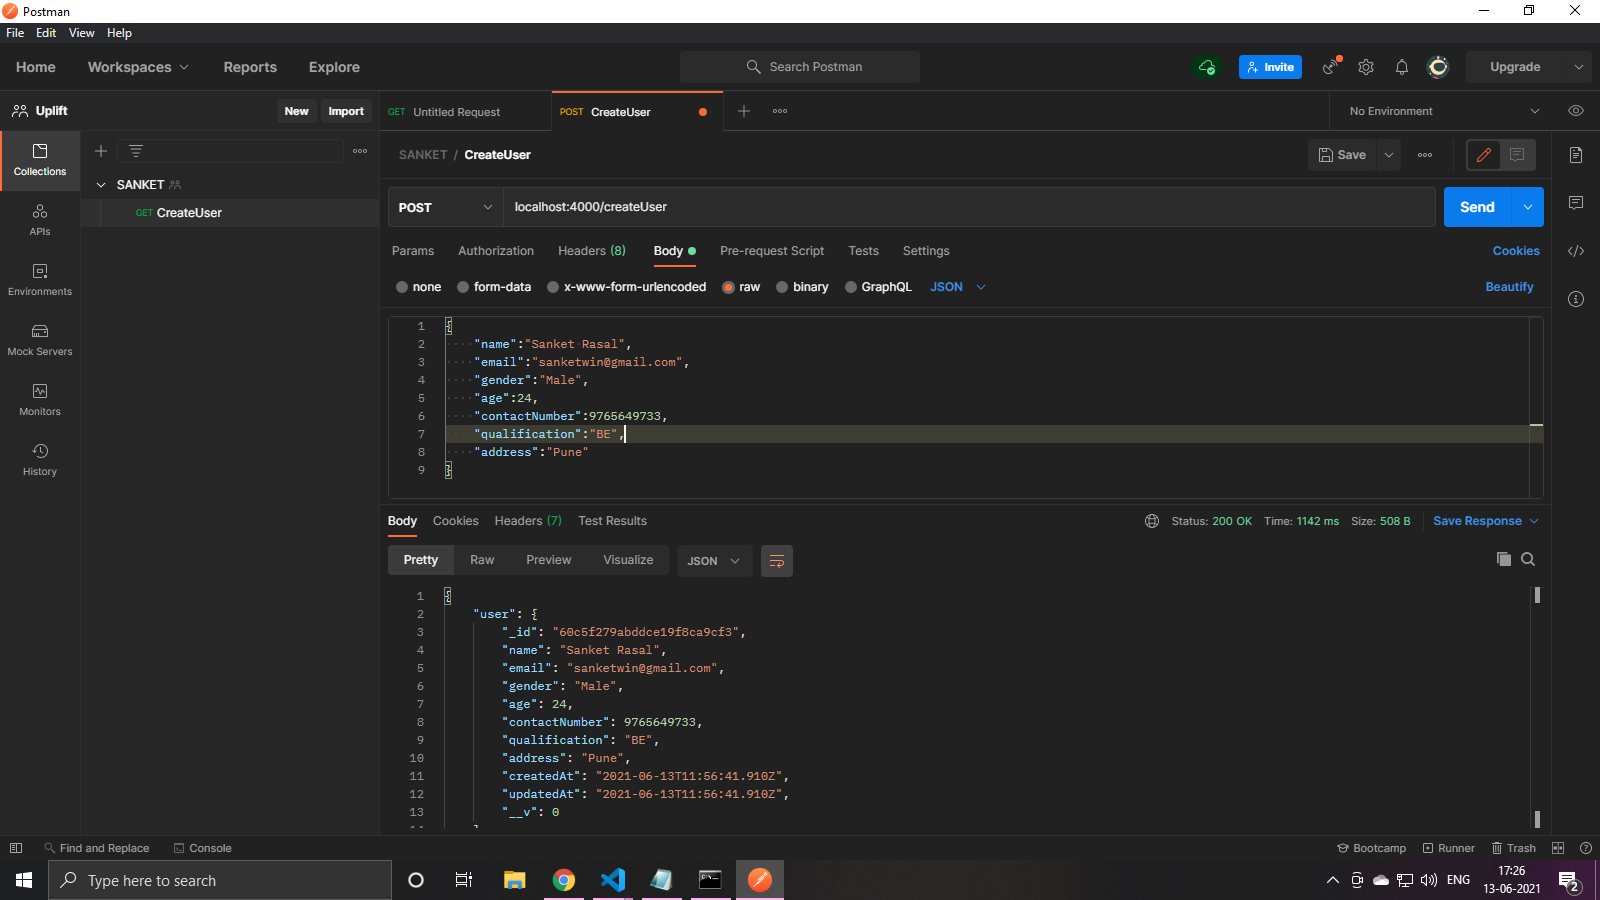 Postman
File Edit View Help
Home Workspaces Reports Explore Search Postman Invite Upgrade
Uplift New Import GET Untitled Request POST CreateUser No Environment
SANKET / CreateUser Save
Collections
SANKET
GET CreateUser
POST localhost:4000/createUser Send
APIs
Params Authorization Headers (8) Body Pre-request Script Tests Settings Cookies
none form-data x-www-form-urlencoded raw binary GraphQL JSON Beautify
Environments
Mock Servers
Monitors
History
1 {
2 "name":"Sanket Rasal",
3 "email":"sanketwin@gmail.com",
4 "gender":"Male",
5 "age":24,
6 "contactNumber":9765649733,
7 "qualification":"BE",
8 "address":"Pune"
9 }
Body Cookies Headers (7) Test Results Status: 200 OK Time: 1142 ms Size: 508 B Save Response
Pretty Raw Preview Visualize JSON
1 {
2 "user": {
3 "_id": "60c5f279abddce19f8ca9cf3",
4 "name": "Sanket Rasal",
5 "email": "sanketwin@gmail.com",
6 "gender": "Male",
7 "age": 24,
8 "contactNumber": 9765649733,
9 "qualification": "BE",
10 "address": "Pune",
11 "createdAt": "2021-06-13T11:56:41.910Z",
12 "updatedAt": "2021-06-13T11:56:41.910Z",
13 "__v": 0
Find and Replace Console Bootcamp Runner Trash
Type here to search ENG 17:26
13-06-2021 2